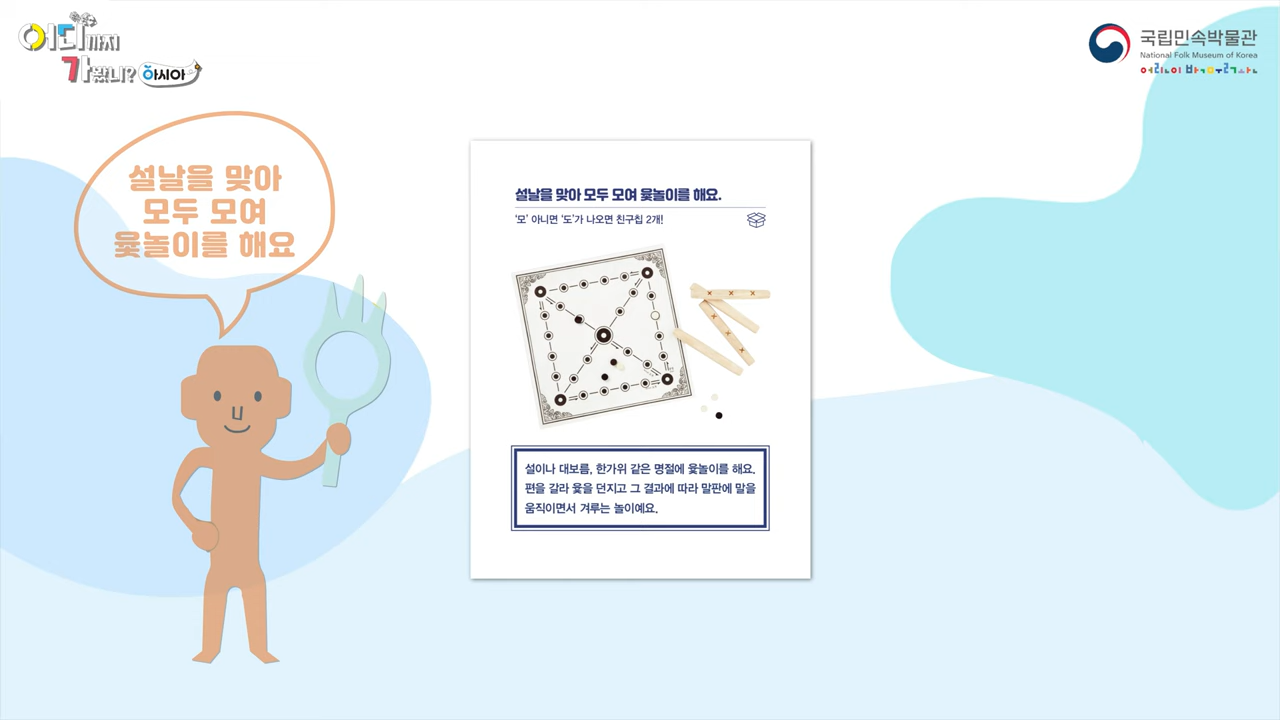 어디까지
가봤니? 아시아
국립민속박물관
National Folk Museum of Korea
어린이박물관
설날을 맞아
모두 모여
윷놀이를 해요
설날을 맞아 모두 모여 윷놀이를 해요.
‘모’ 아니면 ‘도’가 나오면 친구칩 2개!
설이나 대보름, 한가위 같은 명절에 윷놀이를 해요.
편을 갈라 윷을 던지고 그 결과에 따라 말판에 말을
움직이면서 겨루는 놀이예요.